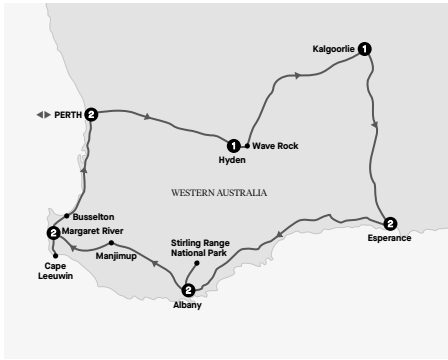 Kalgoorlie 1
PERTH 2
1 Wave Rock
Hyden
WESTERN AUSTRALIA
Busselton
2 Margaret River
2
Esperance
Stirling Range
National Park
Manjimup
Cape
Leeuwin
2
Albany